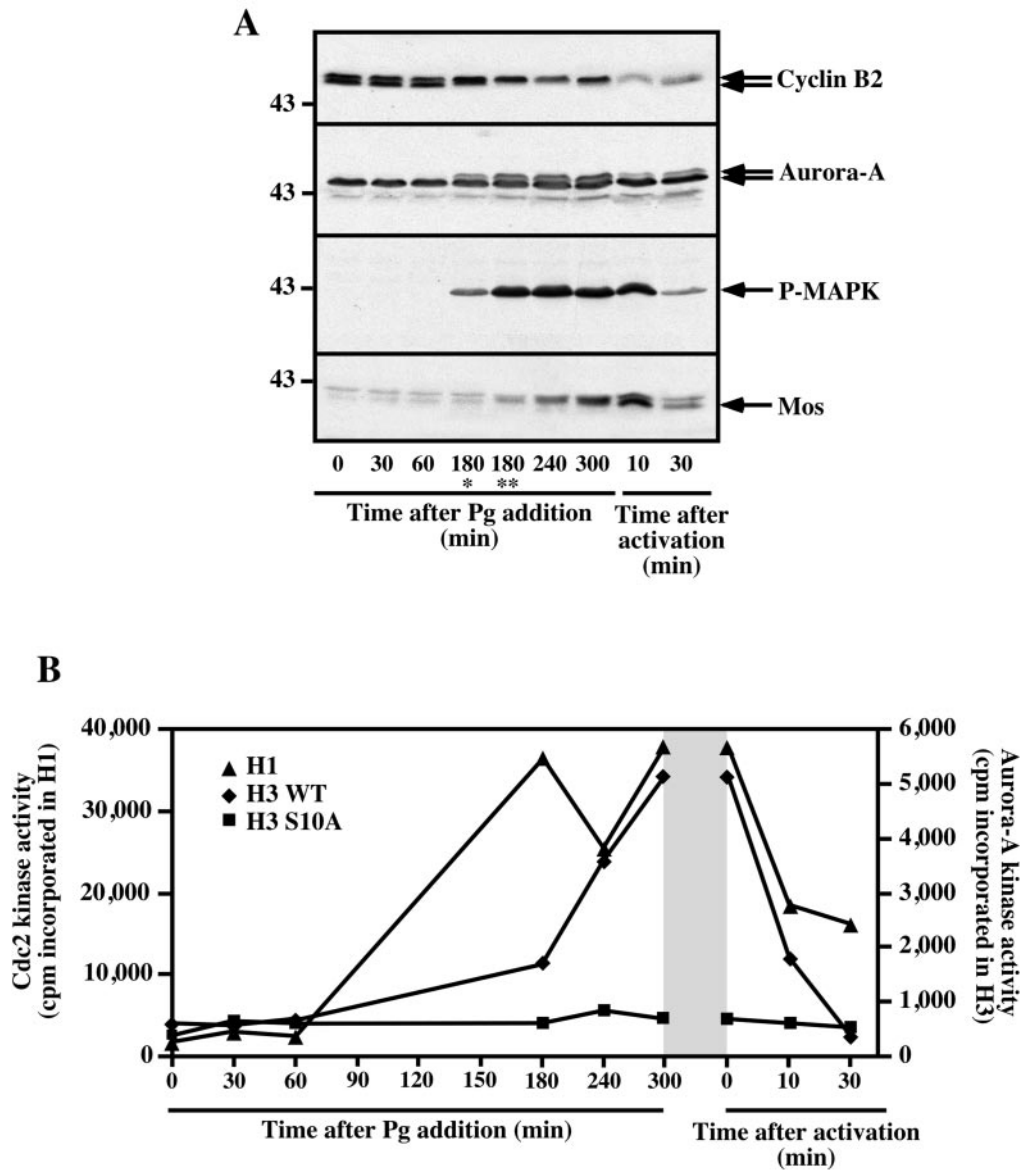 A
43
Cyclin B2
43
Aurora-A
43
P-MAPK
43
Mos
0 30 60 180 180 240 300 10 30
* **
Time after Pg addition
(min)
Time after
activation
(min)
B
Cdc2 kinase activity
(cpm incorporated in H1)
40,000
30,000
20,000
10,000
0
H1
H3 WT
H3 S10A
6,000
5,000
4,000
3,000
2,000
1,000
0
Aurora-A kinase activity
(cpm incorporated in H3)
0 30 60 90 120 150 180 240 300 0 10 30
Time after Pg addition (min)
Time after activation
(min)